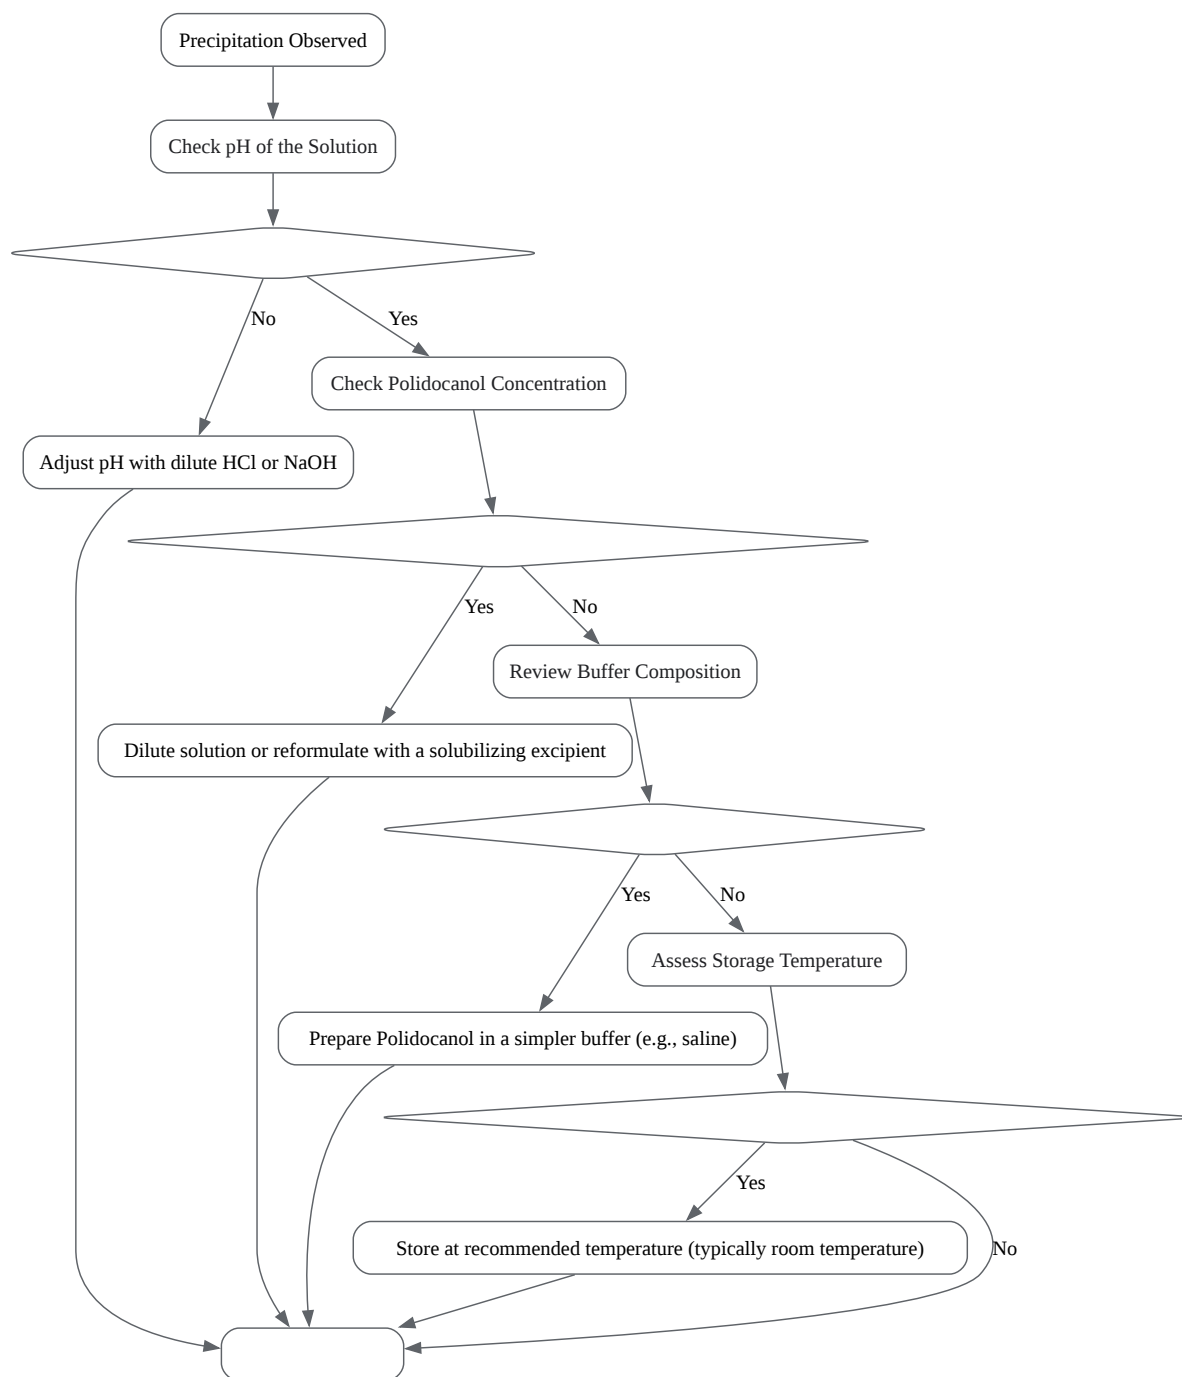 Precipitation Observed
Check pH of the Solution
No
Yes
Check Polidocanol Concentration
Adjust pH with dilute HCl or NaOH
Yes
No
Review Buffer Composition
Dilute solution or reformulate with a solubilizing excipient
Yes
No
Assess Storage Temperature
Prepare Polidocanol in a simpler buffer (e.g., saline)
Yes
Store at recommended temperature (typically room temperature)
No